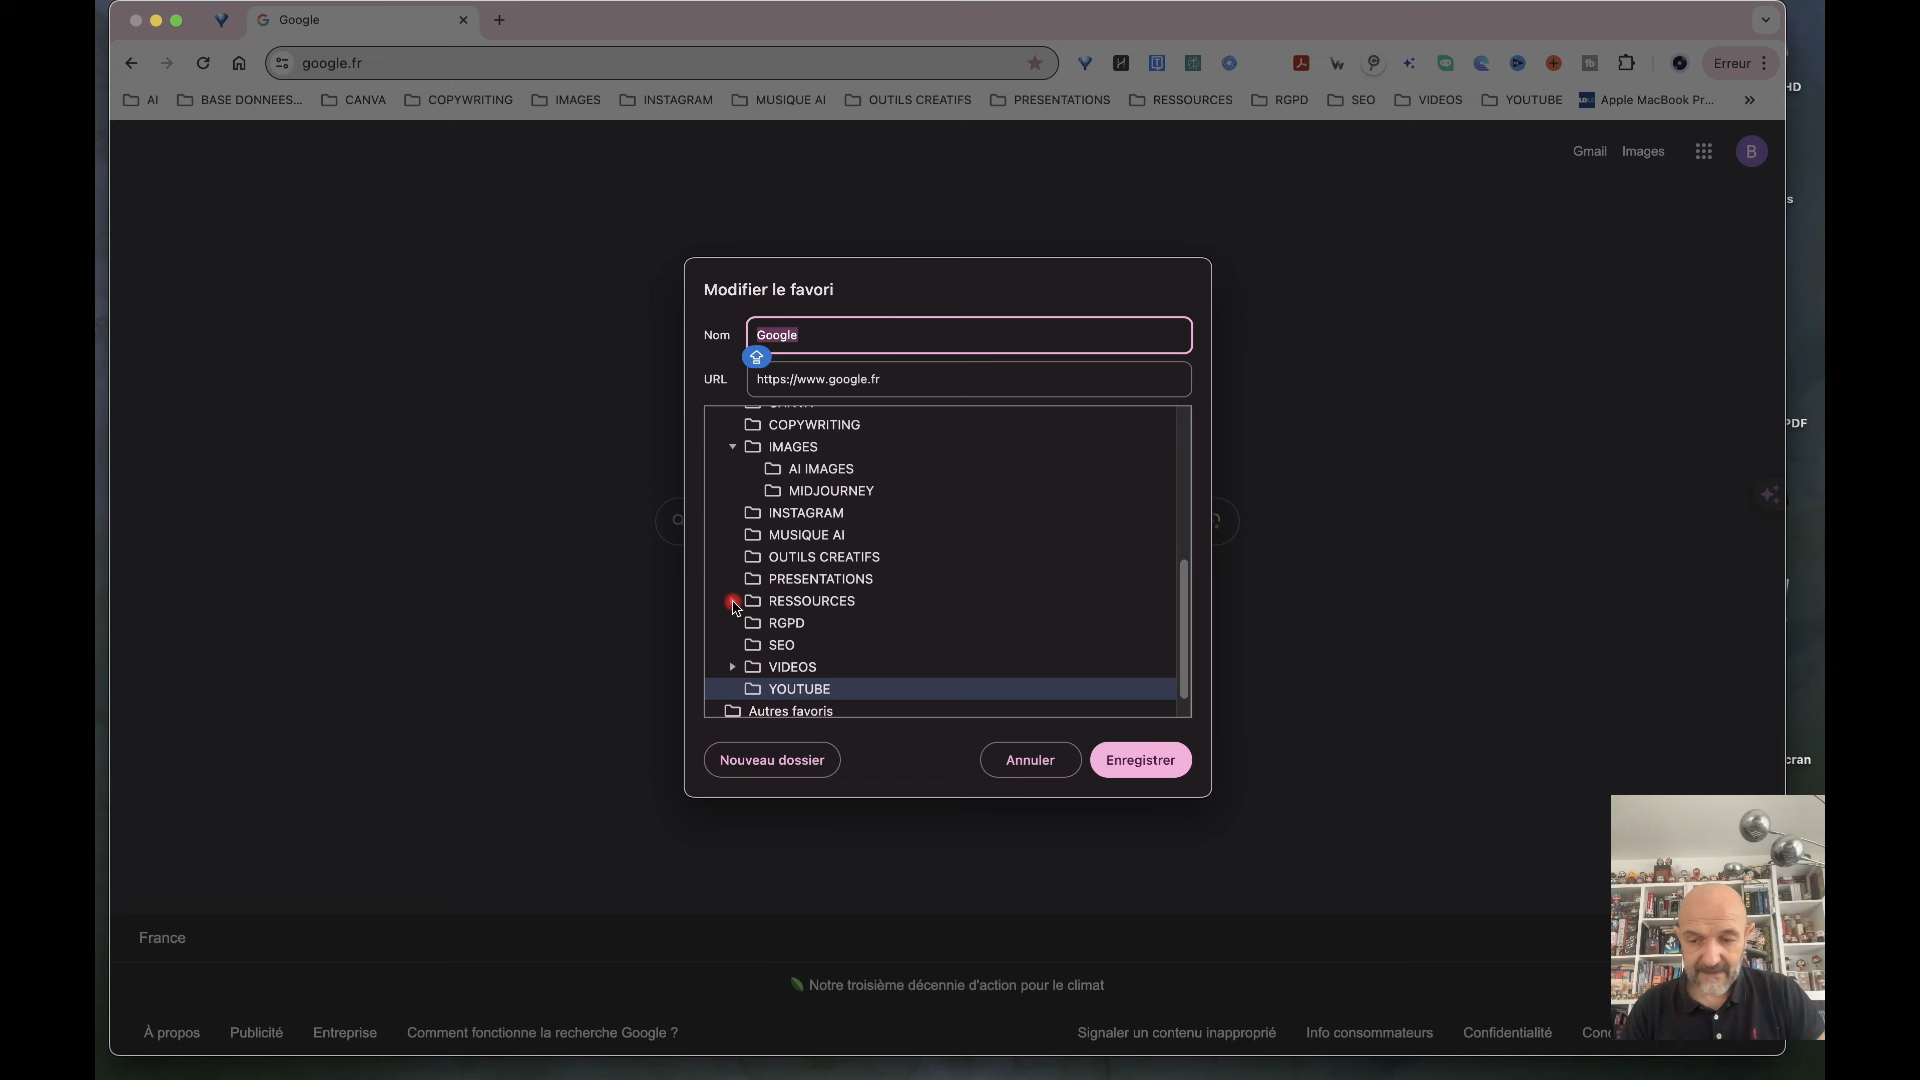 Google
google.fr
Erreur
AI
BASE DONNEES...
CANVA
COPYWRITING
IMAGES
INSTAGRAM
MUSIQUE AI
OUTILS CREATIFS
PRESENTATIONS
RESSOURCES
RGPD
SEO
VIDEOS
YOUTUBE
Apple MacBook Pr...
HD
Gmail
Images
B
s
Modifier le favori
Nom
Google
URL
https://www.google.fr
COPYWRITING
IMAGES
AI IMAGES
MIDJOURNEY
INSTAGRAM
MUSIQUE AI
OUTILS CREATIFS
PRESENTATIONS
RESSOURCES
RGPD
SEO
VIDEOS
YOUTUBE
Autres favoris
Nouveau dossier
Annuler
Enregistrer
PDF
cran
France
Notre troisième décennie d'action pour le climat
À propos
Publicité
Entreprise
Comment fonctionne la recherche Google ?
Signaler un contenu inapproprié
Info consommateurs
Confidentialité